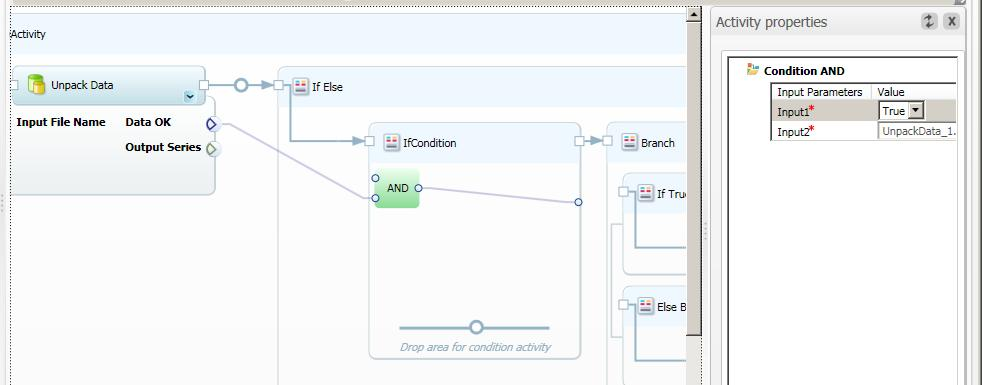 Activity
Activity properties
Unpack Data
If Else
Input File Name Data OK
Output Series
IfCondition
Branch
AND
If True
Else B
Drop area for condition activity
Condition AND
Input Parameters Value
Input1* True
Input2* UnpackData_1.